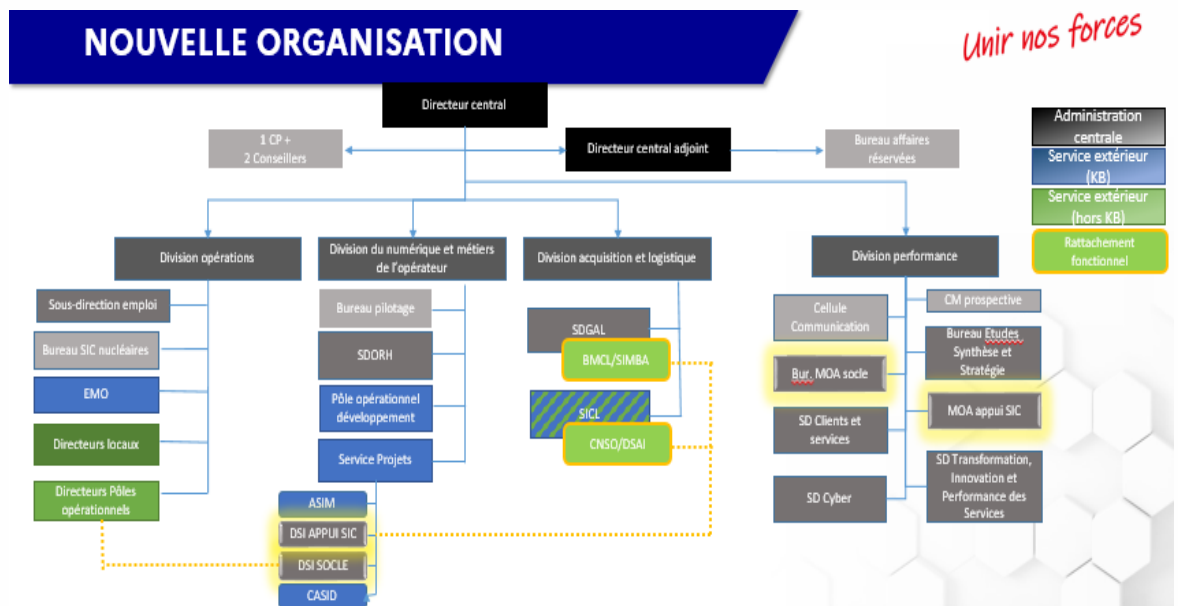 NOUVELLE ORGANISATION
Unir nos forces
Directeur central
1 CP +
2 Conseillers
Directeur central adjoint
Bureau affaires
réservées
Administration
centrale
Service extérieur
(KB)
Service extérieur
(hors KB)
Rattachement
fonctionnel
Division opérations
Sous-direction emploi
Bureau SIC nucléaires
EMO
Directeurs locaux
Directeurs Pôles
opérationnels
Division du numérique et métiers
de l'opérateur
Bureau pilotage
SDORH
Pôle opérationnel
développement
Service Projets
ASIM
DSI APPUI SIC
DSI SOCLE
CASID
Division acquisition et logistique
SDGAL
BMCL/SIMBA
SICL
CNSO/DSAI
Division performance
Cellule
Communication
CM prospective
Bur. MOA socle
Bureau Etudes
Synthèse et
Stratégie
SD Clients et
services
MOA appui SIC
SD Cyber
SD Transformation,
Innovation et
Performance des
Services